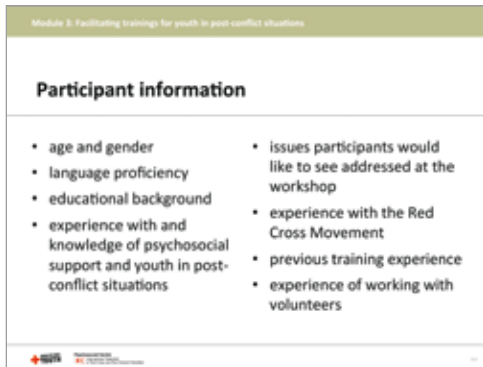 Module 3: Facilitating trainings for youth in post-conflict situations
Participant information
• age and gender
• language proficiency
• educational background
• experience with and
knowledge of psychosocial
support and youth in post-
conflict situations
• issues participants would
like to see addressed at the
workshop
• experience with the Red
Cross Movement
• previous training experience
• experience of working with
volunteers